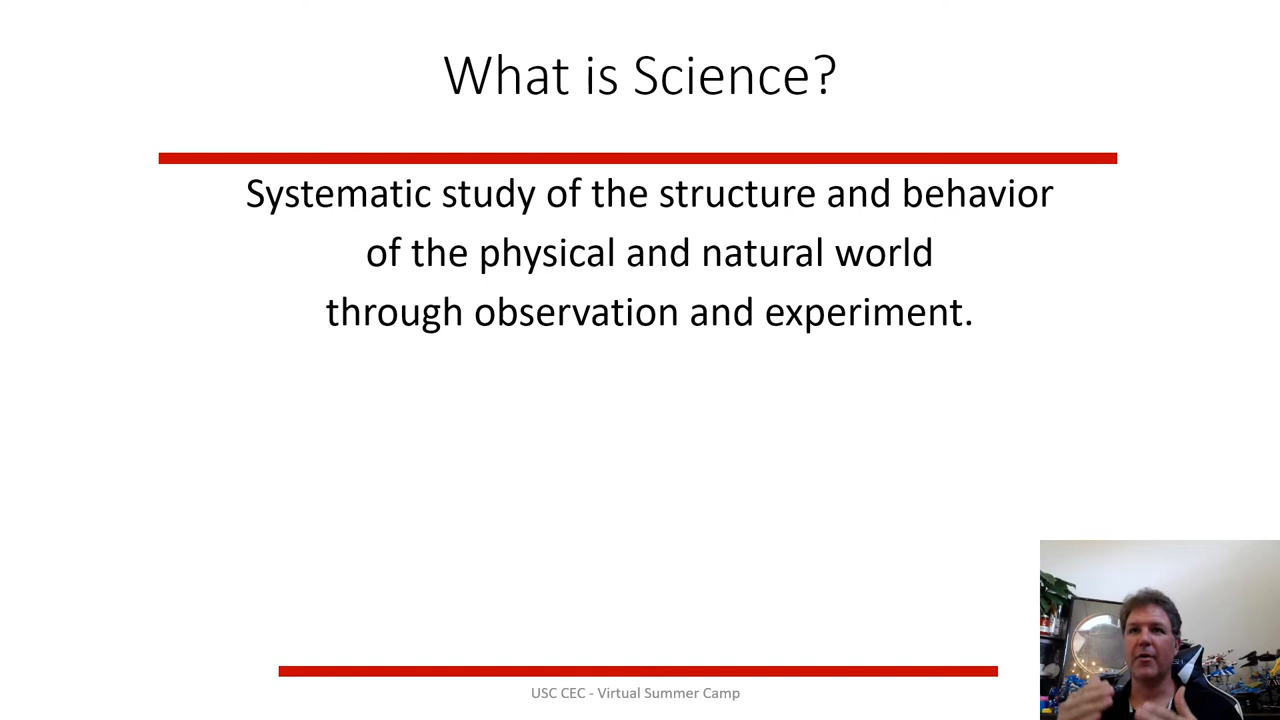 What is Science?
Systematic study of the structure and behavior
of the physical and natural world
through observation and experiment.
USC CEC - Virtual Summer Camp